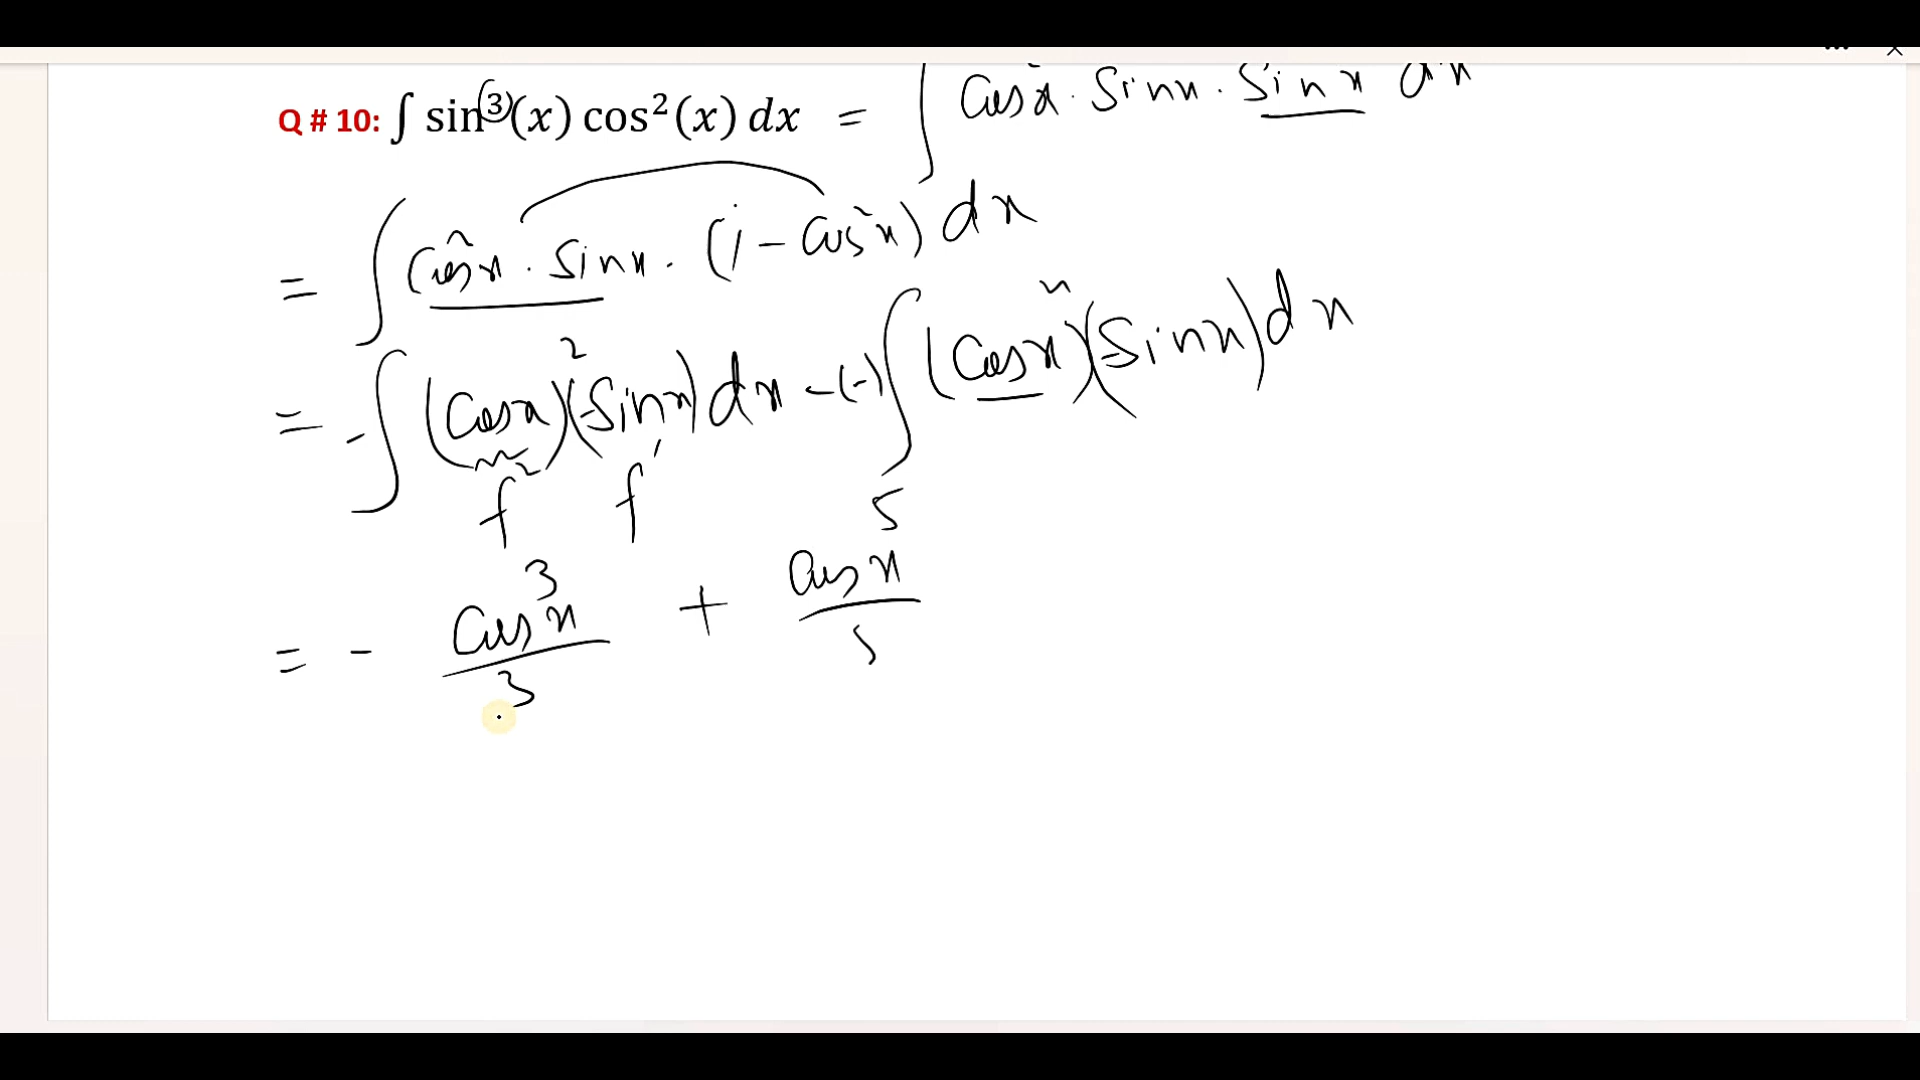 Q # 10: ∫ sin³(x) cos²(x) dx = ∫ Cos²x · Sinx · Sin²x dx
= ∫ Cos²x · Sinx · (1 - Cos²x) dx
= -∫ (Cosx)² (-Sinx) dx - (-) ∫ (Cosx)⁴ (-Sinx) dx
f² f'
= - Cos³x / 3 + Cos⁵x / 5